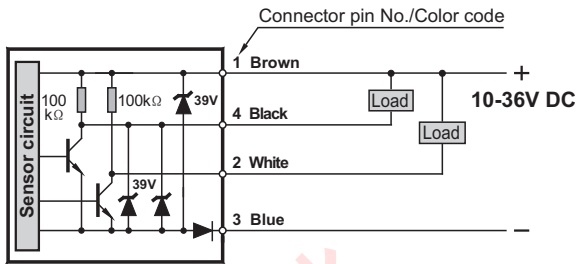 Connector pin No./Color code
1 Brown
+
100
kΩ
100kΩ
39V
Load
10-36V DC
4 Black
Load
Sensor circuit
2 White
39V
3 Blue
−